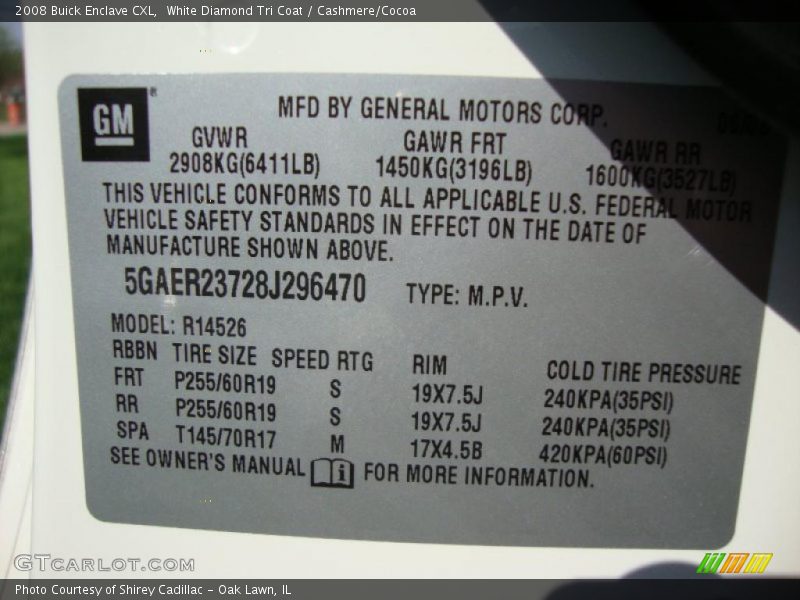 2008 Buick Enclave CXL,  White Diamond Tri Coat / Cashmere/Cocoa
GM®
MFD BY GENERAL MOTORS CORP.
GVWR GAWR FRT GAWR RR
2908KG(6411LB) 1450KG(3196LB) 1600KG(3527LB)
THIS VEHICLE CONFORMS TO ALL APPLICABLE U.S. FEDERAL MOTOR
VEHICLE SAFETY STANDARDS IN EFFECT ON THE DATE OF
MANUFACTURE SHOWN ABOVE.
5GAER23728J296470 TYPE: M.P.V.
MODEL: R14526
RBBN TIRE SIZE SPEED RTG RIM COLD TIRE PRESSURE
FRT P255/60R19 S 19X7.5J 240KPA(35PSI)
RR P255/60R19 S 19X7.5J 240KPA(35PSI)
SPA T145/70R17 M 17X4.5B 420KPA(60PSI)
SEE OWNER'S MANUAL i FOR MORE INFORMATION.
GTcarlot.com
Photo Courtesy of Shirey Cadillac - Oak Lawn, IL